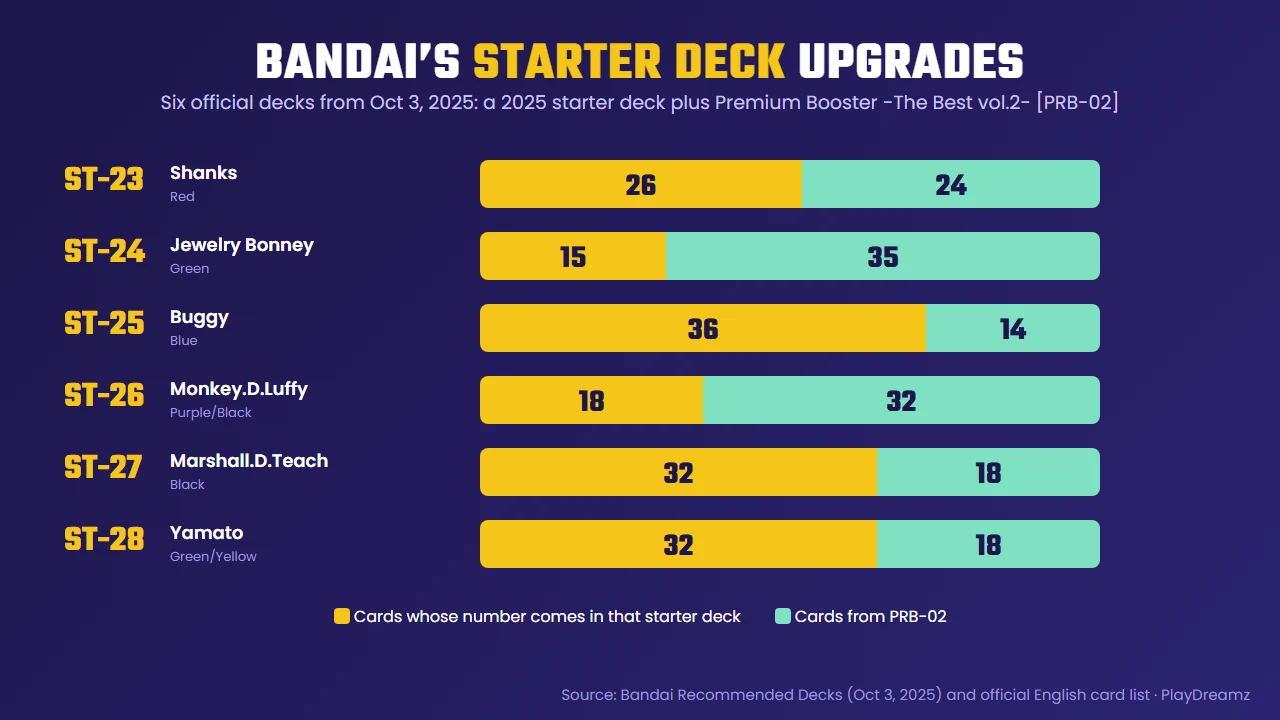 BANDAI’S STARTER DECK UPGRADES
Six official decks from Oct 3, 2025: a 2025 starter deck plus Premium Booster -The Best vol.2- [PRB-02]
ST-23 Shanks 26 24
Red
ST-24 Jewelry Bonney 15 35
Green
ST-25 Buggy 36 14
Blue
ST-26 Monkey.D.Luffy 18 32
Purple/Black
ST-27 Marshall.D.Teach 32 18
Black
ST-28 Yamato 32 18
Green/Yellow
Cards whose number comes in that starter deck Cards from PRB-02
Source: Bandai Recommended Decks (Oct 3, 2025) and official English card list · PlayDreamz